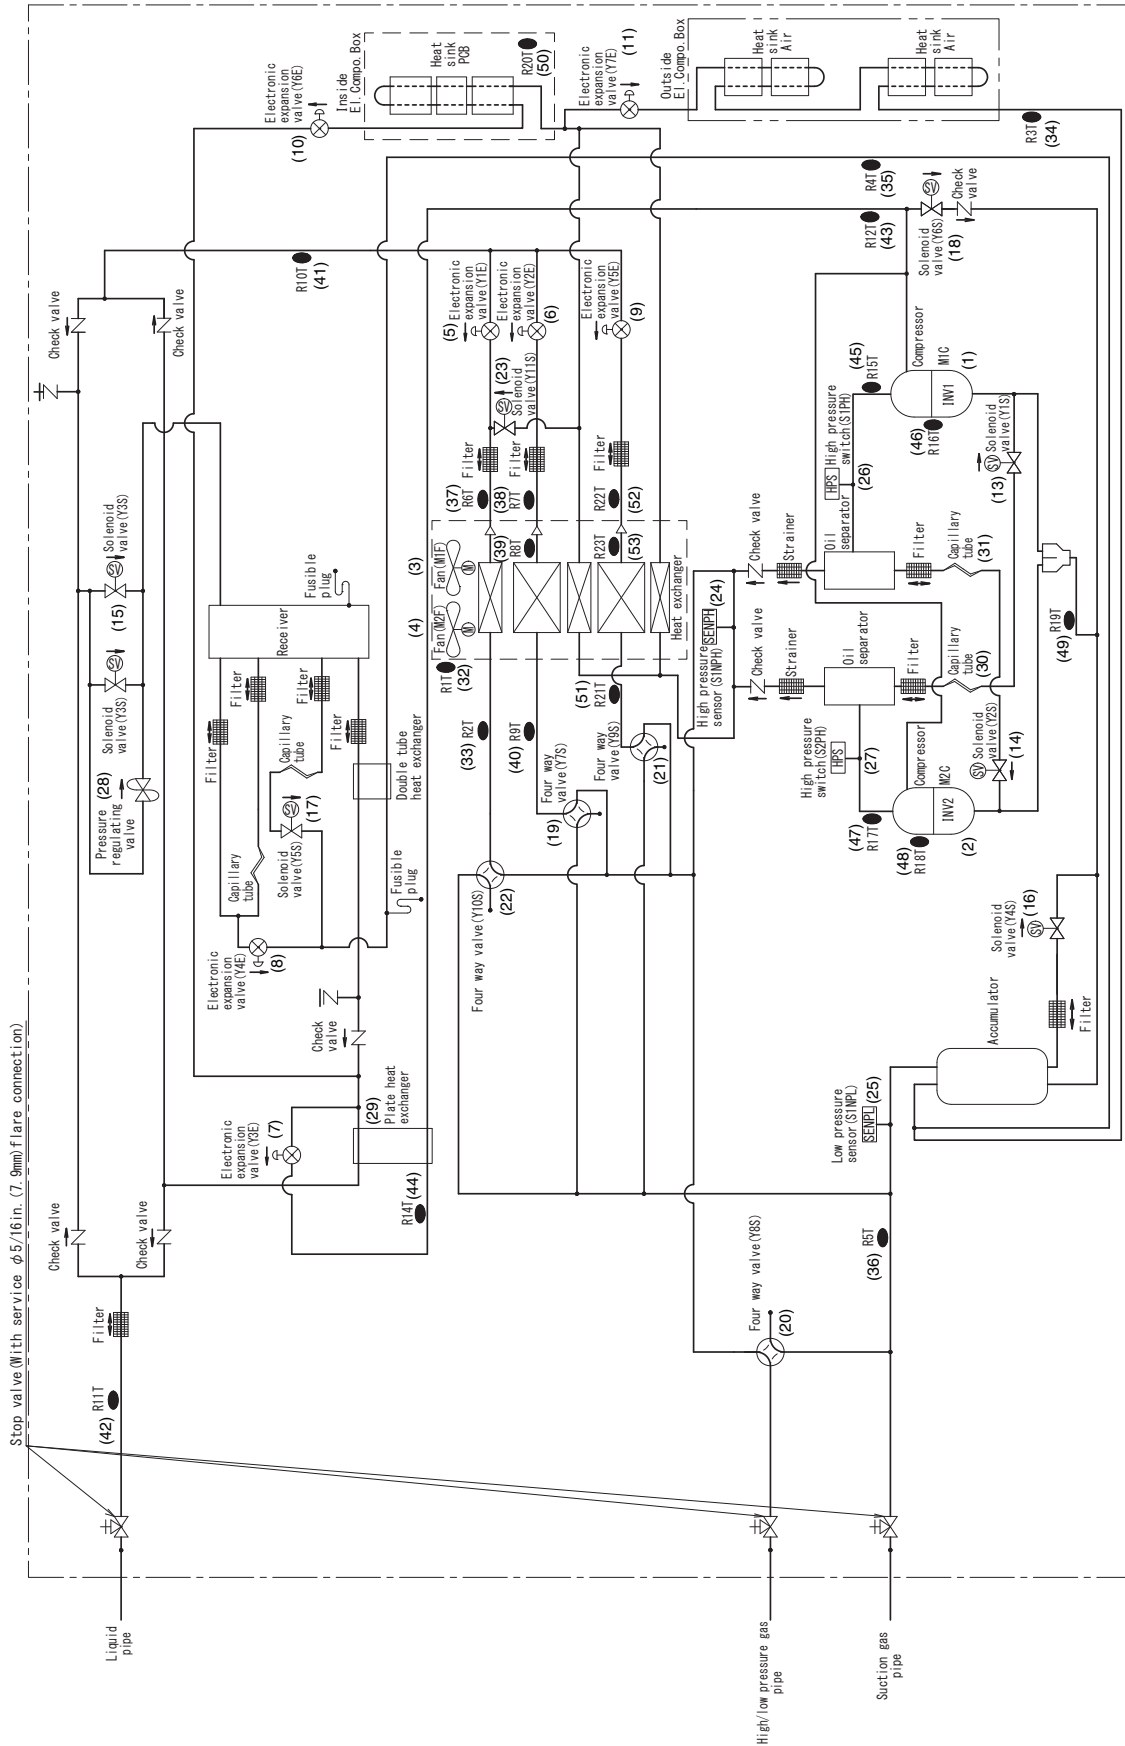 Stop valve(With service φ5/16in. (7.9mm)flare connection)
Liquid
pipe
(42)
R11T
Filter
Check valve
Check valve
Pressure
regulating
valve
(28)
Solenoid
valve(Y3S)
Solenoid
valve(Y3S)
(15)
SV
SV
Check valve
Check valve
R10T
(41)
Electronic
expansion
valve(Y3E)
(7)
(29)
Plate heat
exchanger
R14T
(44)
Check
valve
Electronic
expansion
valve(Y4E)
(8)
Fusible
plug
Capillary
tube
Solenoid
valve(Y5S)
SV
(17)
Capillary
tube
Filter
Filter
Filter
Filter
Double tube
heat exchanger
Receiver
Fusible
plug
Electronic
expansion
valve(Y6E)
(10)
Inside
El. Compo. Box
Heat
sink
PCB
R20T
(50)
Electronic
expansion
valve(Y7E)
(11)
Outside
El. Compo. Box
Heat
sink
Air
Heat
sink
Air
R3T
(34)
R4T
(35)
R12T
(43)
Solenoid
valve(Y6S)
(18)
SV
Check
valve
(5)
Electronic
expansion
valve(Y1E)
Electronic
expansion
valve(Y2E)
(6)
Electronic
expansion
valve(Y5E)
(9)
(23)
Solenoid
valve(Y11S)
SV
Filter
Filter
Filter
(37)
R6T
(38)
R7T
R22T
(52)
(39)
R8T
R23T
(53)
(3)
Fan(M1F)
M
(4)
Fan(M2F)
M
R1T
(32)
Heat exchanger
(33)
R2T
(40)
R9T
(51)
R21T
Four way
valve(Y7S)
(19)
Four way
valve(Y9S)
(21)
Four way valve(Y10S)
(22)
High/low pressure gas
pipe
Four way valve(Y8S)
(20)
Suction gas
pipe
(36)
R5T
Low pressure
sensor(S1NPL)
SENPL
(25)
Accumulator
Filter
Solenoid
valve(Y4S)
SV
(16)
High pressure
sensor(S1NPH)
SENPH
(24)
Check valve
Strainer
Check valve
Strainer
Oil
separator
Filter
Capillary
tube
(30)
Oil
separator
Filter
Capillary
tube
(31)
High pressure
switch(S2PH)
HPS
(27)
HPS
High pressure
switch(S1PH)
(26)
(45)
R15T
Compressor
M1C
INV1
(1)
(46)
R16T
(13)
SV
Solenoid
valve(Y1S)
(47)
R17T
Compressor
M2C
INV2
(2)
(48)
R18T
SV
Solenoid
valve(Y2S)
(14)
(49)
R19T